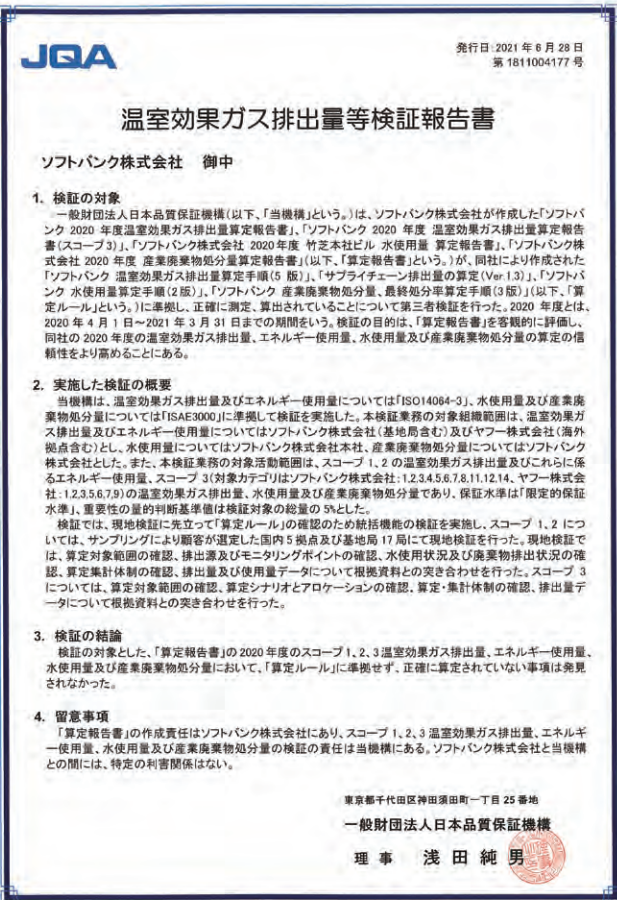 JQA
発行日:2021 年 6 月 28 日
第 1811004177 号
温室効果ガス排出量等検証報告書
ソフトバンク株式会社 御中
1. 検証の対象
一般財団法人日本品質保証機構(以下、「当機構」という。)は、ソフトバンク株式会社が作成した「ソフトバ
ンク 2020 年度温室効果ガス排出量算定報告書」、「ソフトバンク 2020 年度 温室効果ガス排出量算定報告
書(スコープ3)」、「ソフトバンク株式会社 2020年度 竹芝本社ビル 水使用量 算定報告書」、「ソフトバンク株
式会社 2020 年度 産業廃棄物処分量算定報告書」(以下、「算定報告書」という。)が、同社により作成された
「ソフトバンク 温室効果ガス排出量算定手順(5 版)」、「サプライチェーン排出量の算定(Ver.1.3)」、「ソフトバ
ンク 水使用量算定手順(2版)」、「ソフトバンク 産業廃棄物処分量、最終処分率算定手順(3版)」(以下、「算
定ルール」という。)に準拠し、正確に測定、算出されていることについて第三者検証を行った。2020 年度とは、
2020 年 4 月 1 日~2021 年 3 月 31 日までの期間をいう。検証の目的は、「算定報告書」を客観的に評価し、
同社の 2020 年度の温室効果ガス排出量、エネルギー使用量、水使用量及び産業廃棄物処分量の算定の信
頼性をより高めることにある。
2. 実施した検証の概要
当機構は、温室効果ガス排出量及びエネルギー使用量については「ISO14064-3」、水使用量及び産業廃
棄物処分量については「ISAE3000」に準拠して検証を実施した。本検証業務の対象組織範囲は、温室効果ガ
ス排出量及びエネルギー使用量についてはソフトバンク株式会社(基地局含む)及びヤフー株式会社(海外
拠点含む)とし、水使用量についてはソフトバンク株式会社本社、産業廃棄物処分量についてはソフトバンク
株式会社とした。また、本検証業務の対象活動範囲は、スコープ 1、2 の温室効果ガス排出量及びこれらに係
るエネルギー使用量、スコープ 3(対象カテゴリはソフトバンク株式会社:1,2,3,4,5,6,7,8,11,12,14、ヤフー株式会
社:1,2,3,5,6,7,9)の温室効果ガス排出量、水使用量及び産業廃棄物処分量であり、保証水準は「限定的保証
水準」、重要性の量的判断基準値は検証対象の総量の 5%とした。
検証では、現地検証に先立って「算定ルール」の確認のため統括機能の検証を実施し、スコープ 1、2 につ
いては、サンプリングにより顧客が選定した国内 5 拠点及び基地局 17 局にて現地検証を行った。現地検証で
は、算定対象範囲の確認、排出源及びモニタリングポイントの確認、水使用状況及び廃棄物排出状況の確
認、算定集計体制の確認、排出量及び使用量データについて根拠資料との突き合わせを行った。スコープ 3
については、算定対象範囲の確認、算定シナリオとアロケーションの確認、算定・集計体制の確認、排出量デ
ータについて根拠資料との突き合わせを行った。
3. 検証の結論
検証の対象とした、「算定報告書」の 2020 年度のスコープ 1、2、3 温室効果ガス排出量、エネルギー使用量、
水使用量及び産業廃棄物処分量において、「算定ルール」に準拠せず、正確に算定されていない事項は発見
されなかった。
4. 留意事項
「算定報告書」の作成責任はソフトバンク株式会社にあり、スコープ 1、2、3 温室効果ガス排出量、エネルギ
ー使用量、水使用量及び産業廃棄物処分量の検証の責任は当機構にある。ソフトバンク株式会社と当機構
との間には、特定の利害関係はない。
東京都千代田区神田須田町一丁目 25 番地
一般財団法人日本品質保証機構
理 事 浅 田 純 男